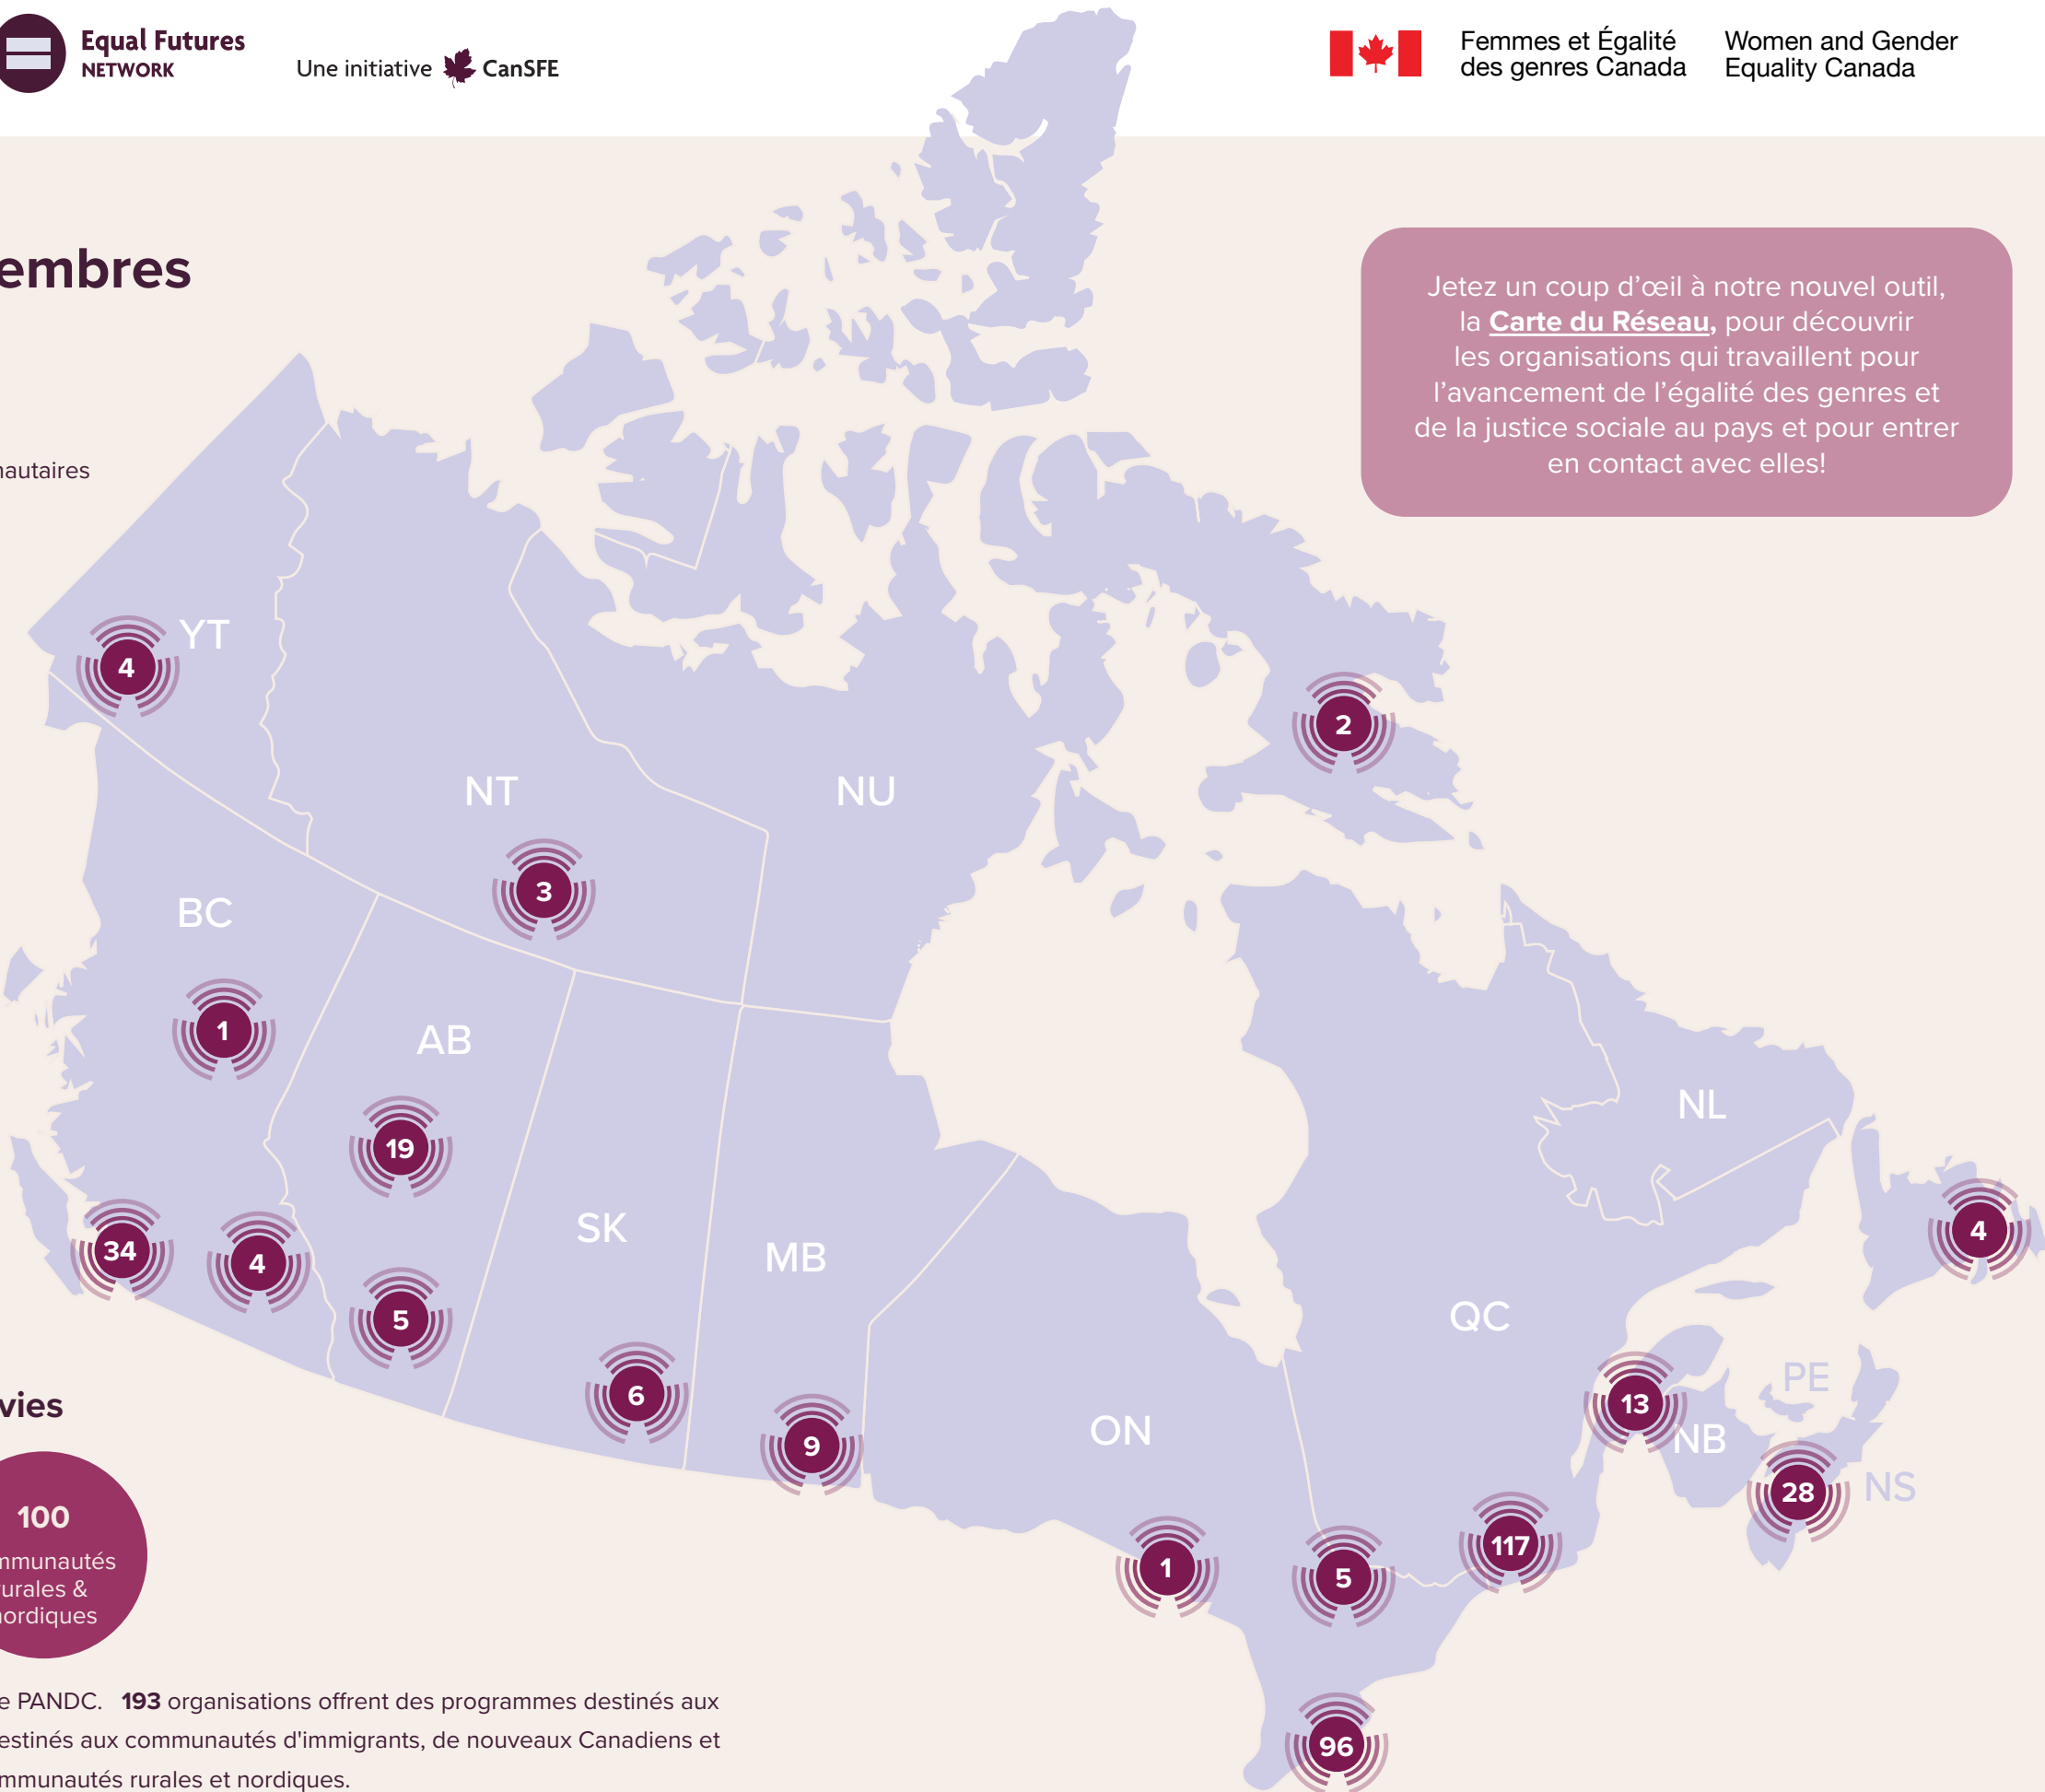 Equal Futures
NETWORK
Une initiative CanSFE
Femmes et Égalité
des genres Canada
Women and Gender
Equality Canada
embres
Jetez un coup d’œil à notre nouvel outil,
la Carte du Réseau, pour découvrir
les organisations qui travaillent pour
l’avancement de l’égalité des genres et
de la justice sociale au pays et pour entrer
en contact avec elles!
nautaires
YT
4
2
NT
NU
3
BC
1
AB
19
NL
34
4
SK
MB
4
5
QC
6
PE
13
NB
9
ON
28
NS
vies
100
mmunautés
rurales &
nordiques
1
5
117
96
e PANDC. 193 organisations offrent des programmes destinés aux
estinés aux communautés d'immigrants, de nouveaux Canadiens et
mmunautés rurales et nordiques.